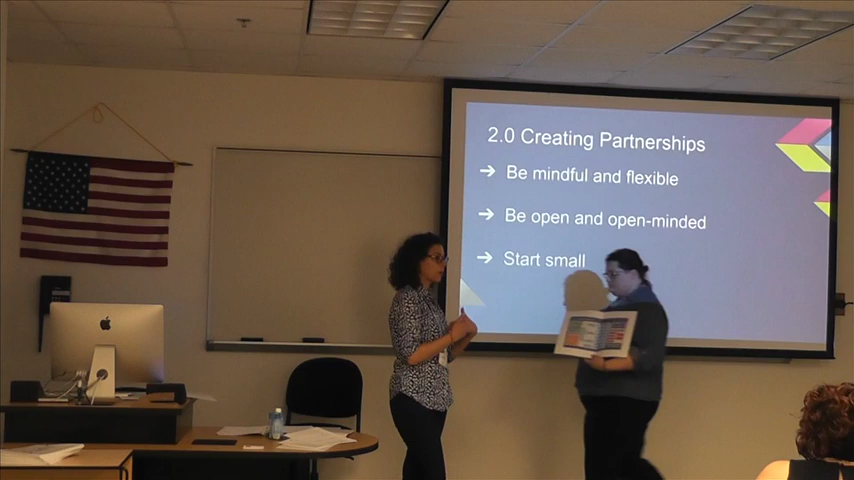 2.0 Creating Partnerships
➔ Be mindful and flexible
➔ Be open and open-minded
➔ Start small